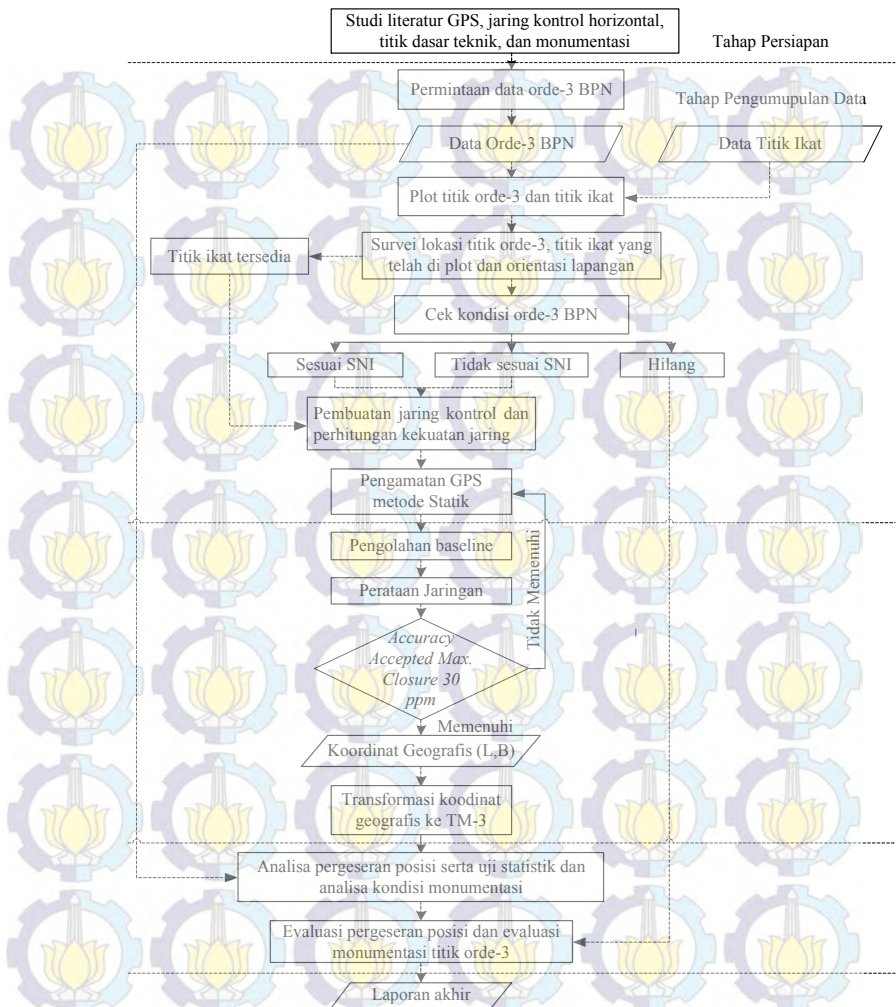 Studi literatur GPS, jaring kontrol horizontal,
titik dasar teknik, dan monumentasi
Tahap Persiapan
Permintaan data orde-3 BPN
Tahap Pengumupulan Data
Data Orde-3 BPN
Data Titik Ikat
Plot titik orde-3 dan titik ikat
Titik ikat tersedia
Survei lokasi titik orde-3, titik ikat yang
telah di plot dan orientasi lapangan
Cek kondisi orde-3 BPN
Sesuai SNI
Tidak sesuai SNI
Hilang
Pembuatan jaring kontrol dan
perhitungan kekuatan jaring
Pengamatan GPS
metode Statik
Pengolahan baseline
Perataan Jaringan
Tidak Memenuhi
Accuracy
Accepted Max.
Closure 30
ppm
Memenuhi
Koordinat Geografis (L,B)
Transformasi koodinat
geografis ke TM-3
Analisa pergeseran posisi serta uji statistik dan
analisa kondisi monumentasi
Evaluasi pergeseran posisi dan evaluasi
monumentasi titik orde-3
Laporan akhir